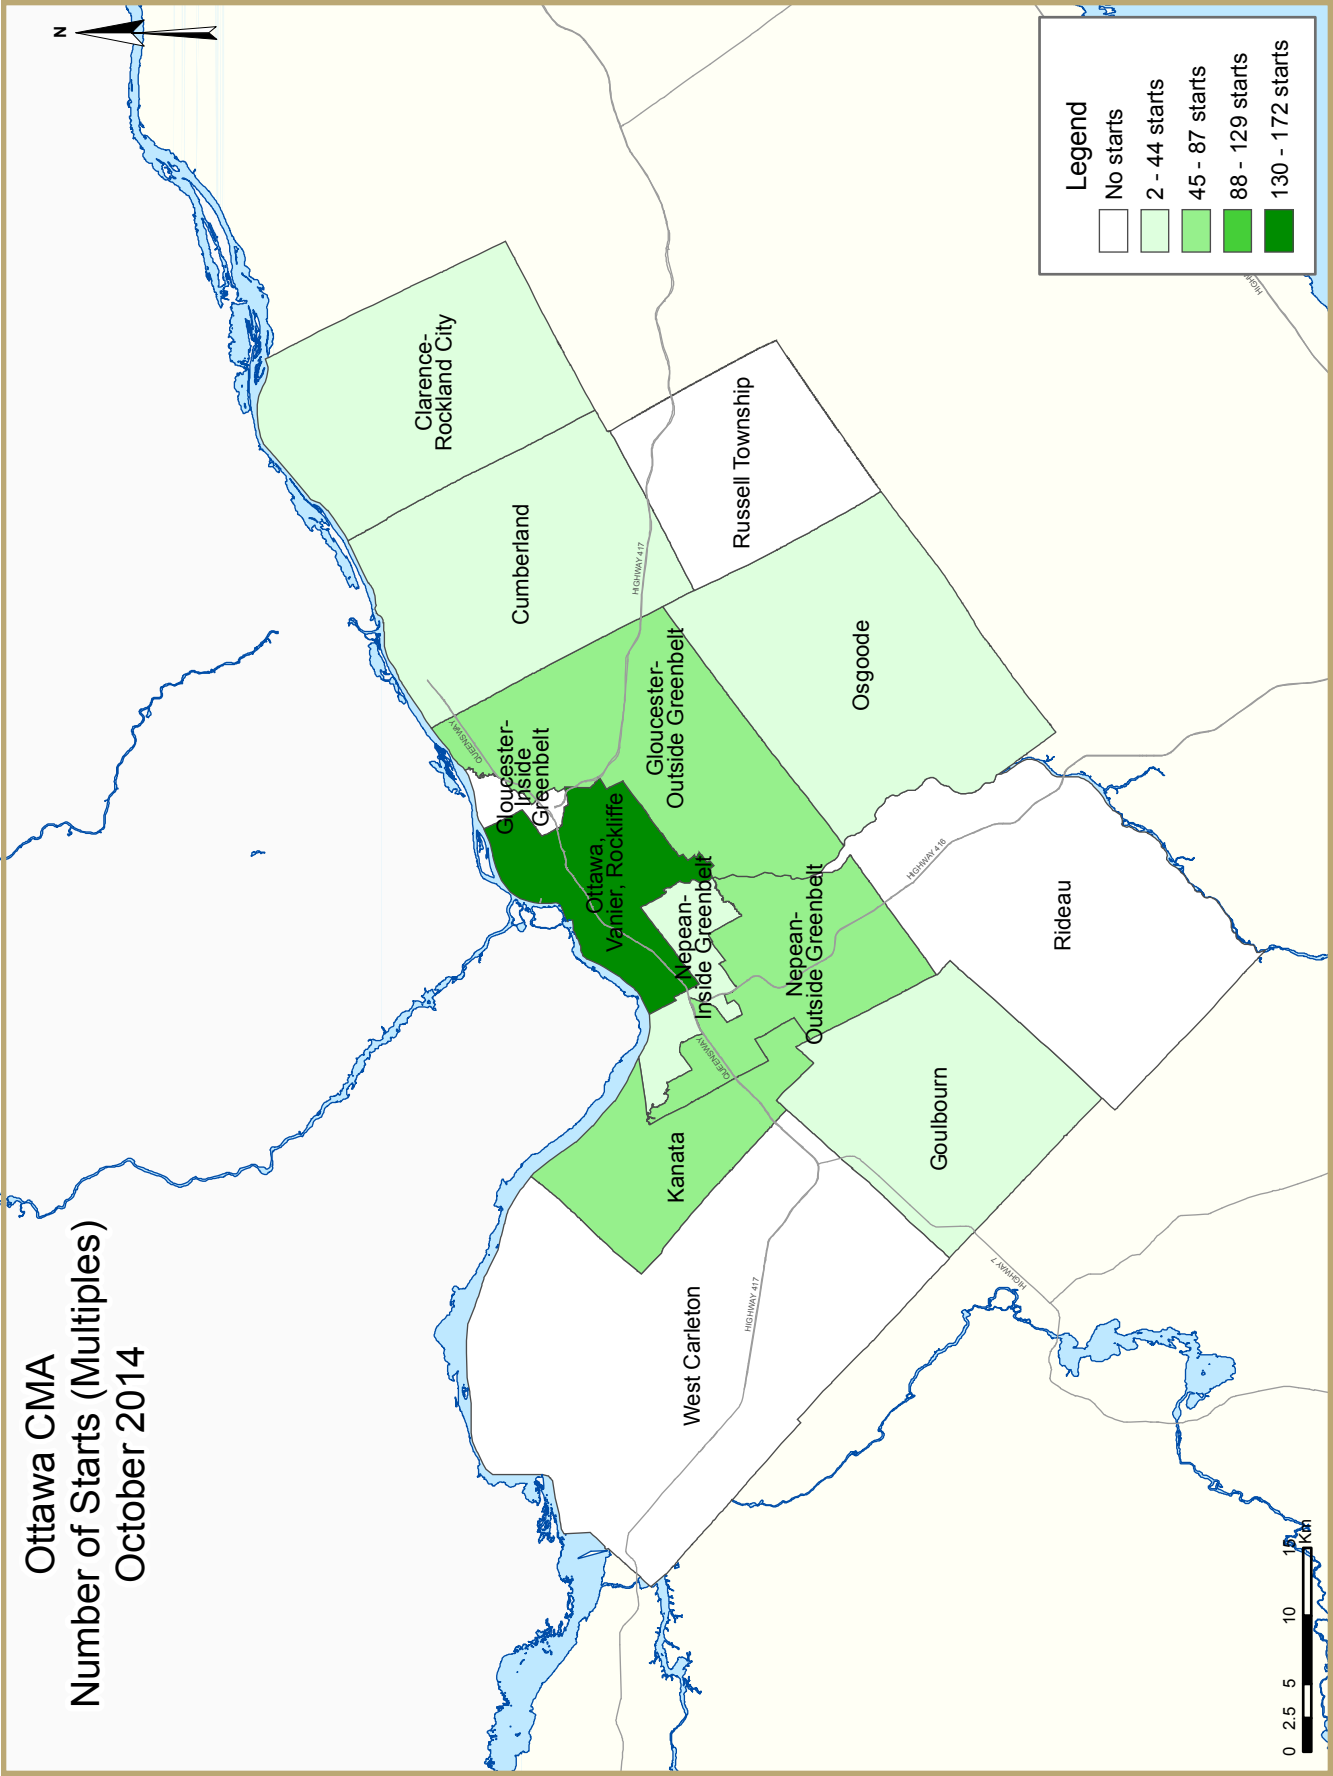 Ottawa CMA
Number of Starts (Multiples)
October 2014
N
Clarence-
Rockland City
Cumberland
Russell Township
HIGHWAY 417
Osgoode
QUEENSWAY
Gloucester-
Inside
Greenbelt
Gloucester-
Outside Greenbelt
Ottawa,
Vanier, Rockliffe
Nepean-
Inside Greenbelt
Nepean-
Outside Greenbelt
HIGHWAY 416
Rideau
QUEENSWAY
Kanata
Goulbourn
West Carleton
HIGHWAY 417
HIGHWAY 7
Legend
No starts
2 - 44 starts
45 - 87 starts
88 - 129 starts
130 - 172 starts
0 2.5 5 10 15
Km